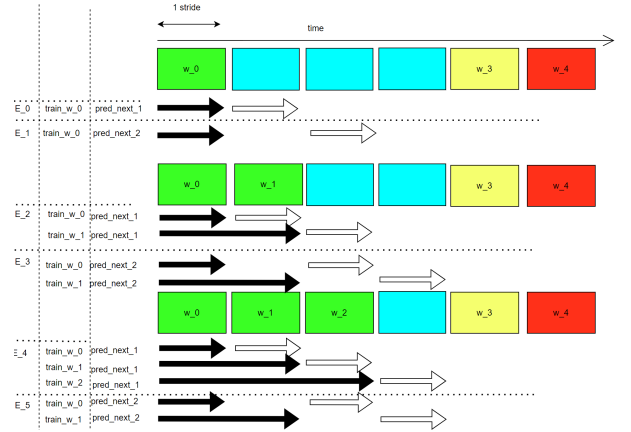 1 stride
time
w_0 w_3 w_4
E_0 train_w_0 pred_next_1
E_1 train_w_0 pred_next_2
w_0 w_1 w_3 w_4
E_2 train_w_0 pred_next_1
train_w_1 pred_next_1
E_3 train_w_0 pred_next_2
train_w_1 pred_next_2
w_0 w_1 w_2 w_3 w_4
E_4 train_w_0 pred_next_1
train_w_1 pred_next_1
train_w_2 pred_next_1
E_5 train_w_0 pred_next_2
train_w_1 pred_next_2